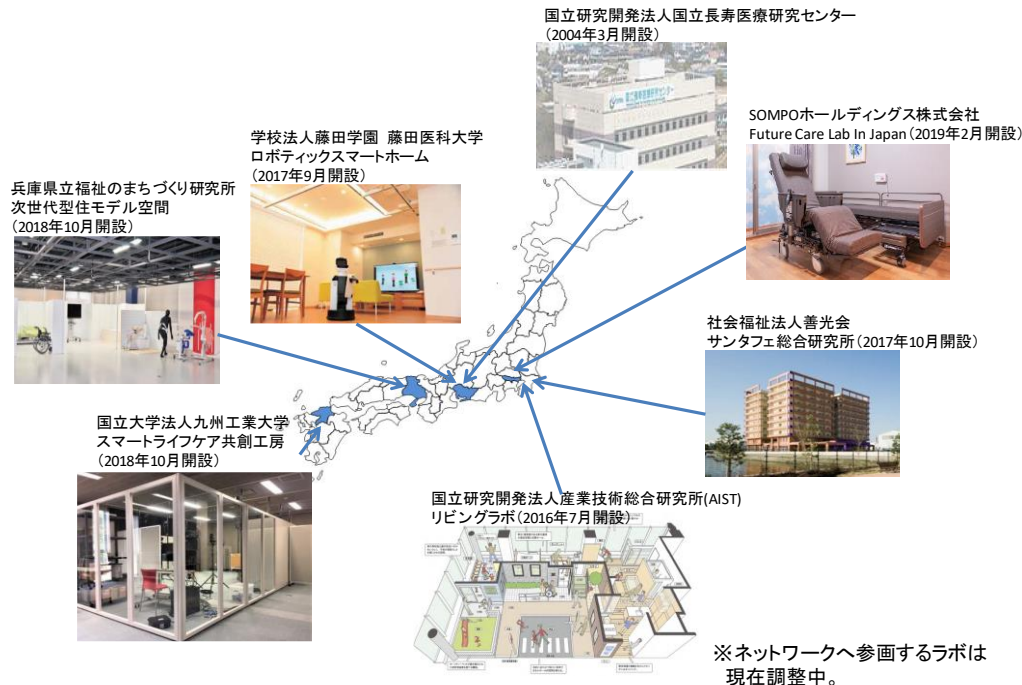 国立研究開発法人国立長寿医療研究センター
（2004年3月開設）
国立長寿医療研究センター
SOMPOホールディングス株式会社
Future Care Lab In Japan（2019年2月開設）
学校法人藤田学園 藤田医科大学
ロボティックスマートホーム
（2017年9月開設）
兵庫県立福祉のまちづくり研究所
次世代型住モデル空間
（2018年10月開設）
社会福祉法人善光会
サンタフェ総合研究所（2017年10月開設）
国立大学法人九州工業大学
スマートライフケア共創工房
（2018年10月開設）
国立研究開発法人産業技術総合研究所(AIST)
リビングラボ（2016年7月開設）
※ネットワークへ参画するラボは
現在調整中。